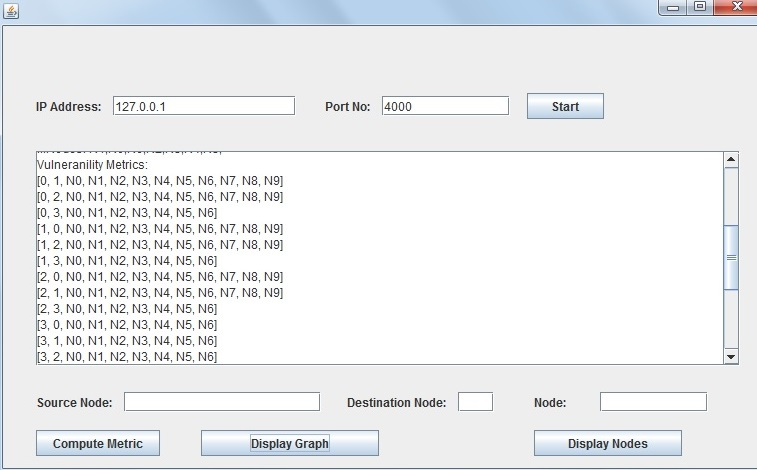 IP Address: 127.0.0.1 Port No: 4000 Start
Vulneranility Metrics:
[0, 1, N0, N1, N2, N3, N4, N5, N6, N7, N8, N9]
[0, 2, N0, N1, N2, N3, N4, N5, N6, N7, N8, N9]
[0, 3, N0, N1, N2, N3, N4, N5, N6]
[1, 0, N0, N1, N2, N3, N4, N5, N6, N7, N8, N9]
[1, 2, N0, N1, N2, N3, N4, N5, N6, N7, N8, N9]
[1, 3, N0, N1, N2, N3, N4, N5, N6]
[2, 0, N0, N1, N2, N3, N4, N5, N6, N7, N8, N9]
[2, 1, N0, N1, N2, N3, N4, N5, N6, N7, N8, N9]
[2, 3, N0, N1, N2, N3, N4, N5, N6]
[3, 0, N0, N1, N2, N3, N4, N5, N6]
[3, 1, N0, N1, N2, N3, N4, N5, N6]
[3, 2, N0, N1, N2, N3, N4, N5, N6]
Source Node: Destination Node: Node:
Compute Metric Display Graph Display Nodes